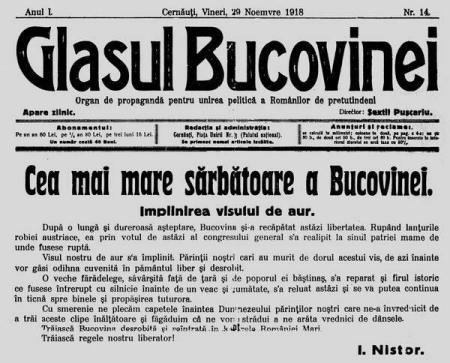 Anul I.
Cernăuţi, Vineri, 29 Noemvre 1918
Nr. 14.
Glasul Bucovinei
Organ de propagandă pentru unirea politică a Românilor de pretutindeni
Apare zilnic.
Director: Sextil Puşcariu.
Abonamentul:
Pe un an 60 Lei, pe ½ an 30 Lei, pe trei luni 15 Lei.
Un număr costă 40 Bani.
Redacţia şi administraţia:
Cernăuţi, Piaţa Unirii Nr. (Palatul naţional).
Se primesc numai articole iscălite.
Anunţuri şi reclame:
Cea mai mare sărbătoare a Bucovinei.
Implinirea visului de aur.
După o lungă şi dureroasă aşteptare, Bucovina şi-a recăpătat astăzi libertatea. Rupând lanţurile
robiei austriace, ea prin votul de astăzi al congresului general s'a realipit la sinul patriei mame de
unde fusese ruptă.
Visul nostru de aur s'a împlinit. Părinţii noştri cari au murit de dorul acestui vis, de azi înainte
vor găsi odihna cuvenită în pământul liber şi desrobit.
O veche fărădelege, săvârşită faţă de ţară şi de poporul ei băştinaş, s'a reparat şi firul istoric
ce fusese întrerupt cu silnicie înainte de un veac şi jumătate, s'a reluat astăzi şi se va putea continua
în ticnă spre binele şi propăşirea tuturora.
Cu smerenie ne plecăm capetele înaintea Dumnezeului părinţilor noştri care ne-a învrednicit de
a trăi aceste clipe înălţătoare şi făgăduim că ne vom strădui a ne arăta vrednici de dânsele.
Trăiască Bucovina desrobită şi reintrată în României Mari.
Trăiască regele nostru liberator!
I. Nistor.